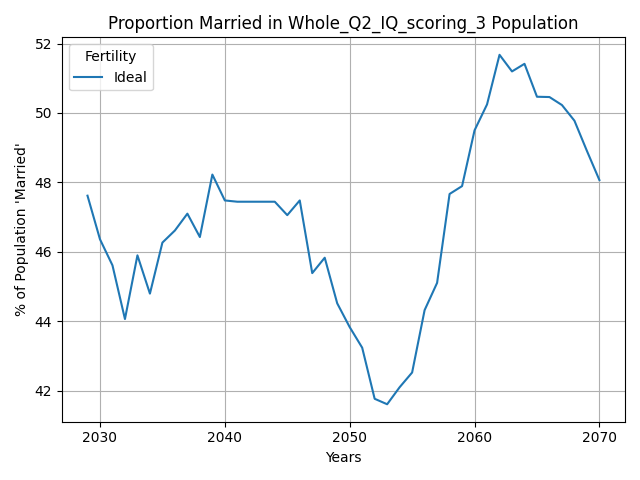 Proportion Married in Whole_Q2_IQ_scoring_3 Population
% of Population 'Married'
52
50
48
46
44
42
Fertility
Ideal
2030 2040 2050 2060 2070
Years